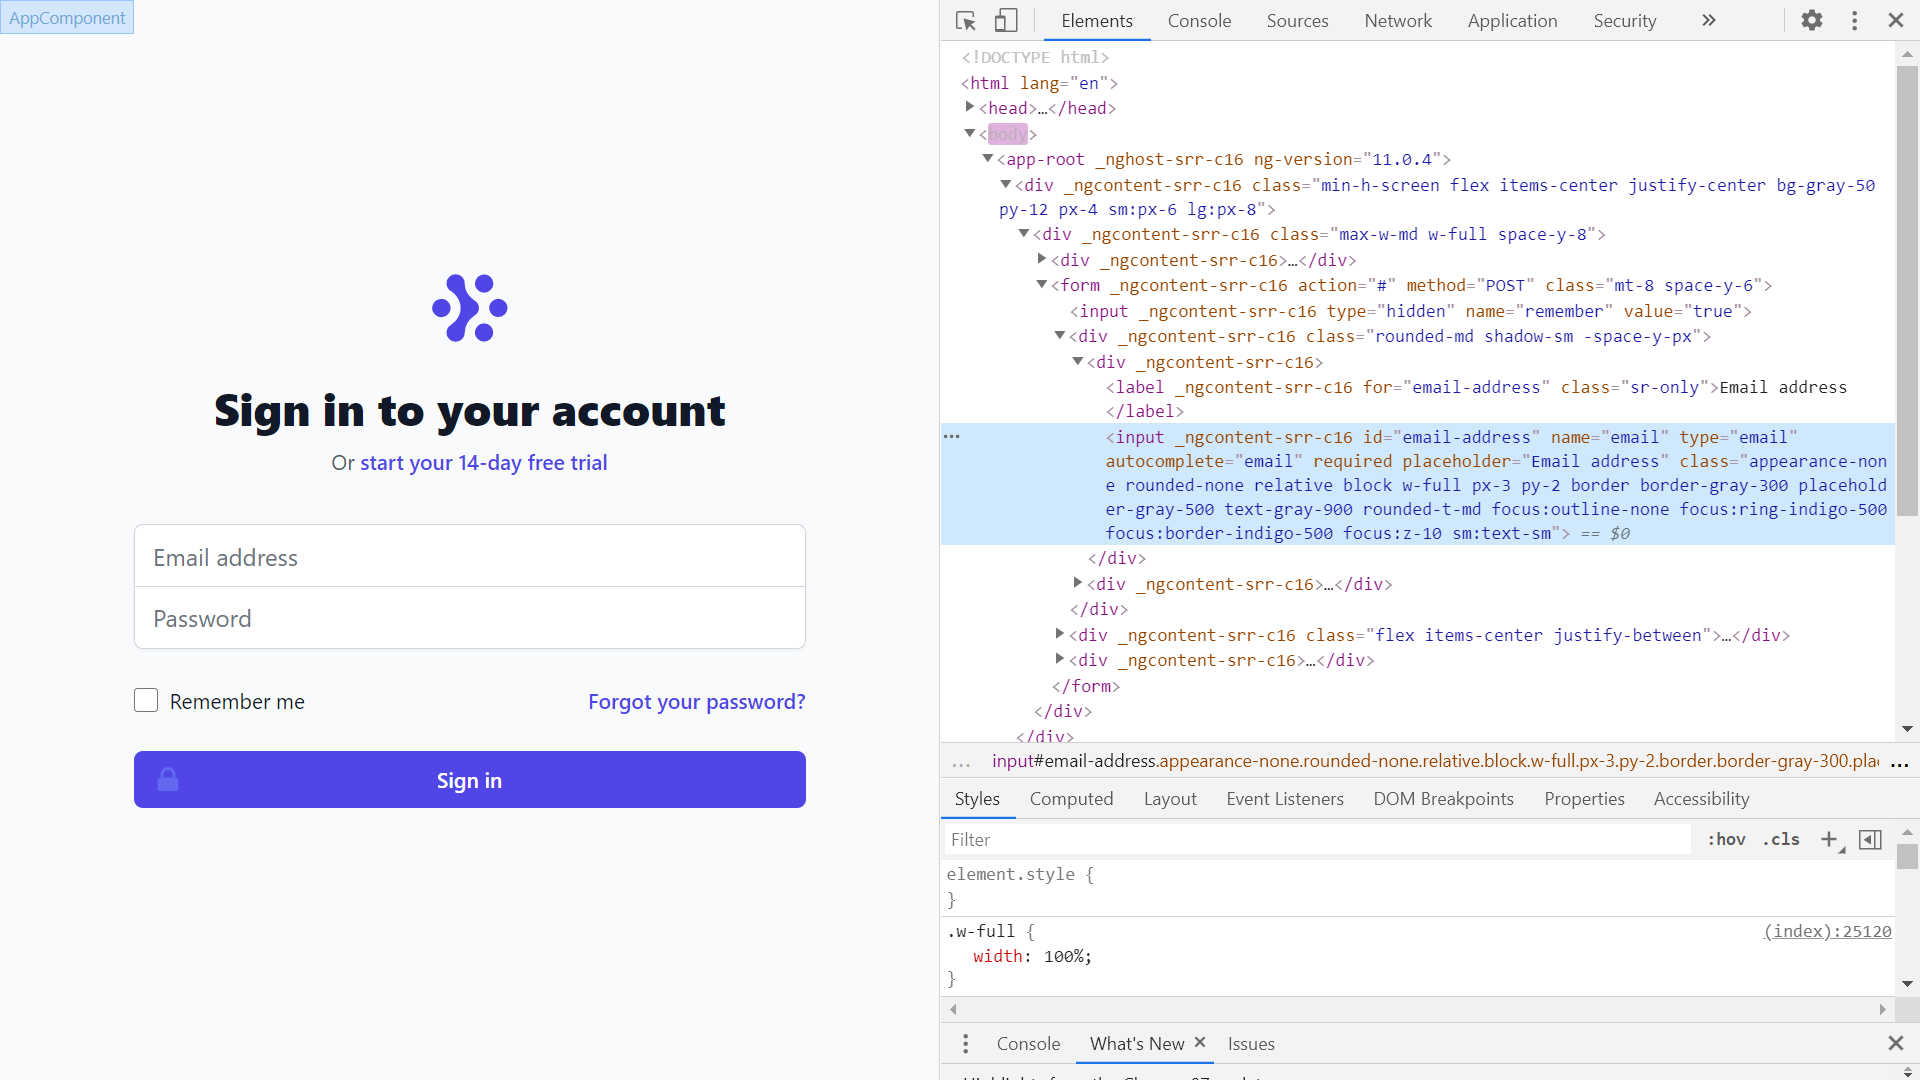 AppComponent
Sign in to your account
Or start your 14-day free trial
Email address
Password
Remember me
Forgot your password?
Sign in
Elements
Console
Sources
Network
Application
Security
<!DOCTYPE html>
<html lang="en">
<head>…</head>
<body>
<app-root _nghost-srr-c16 ng-version="11.0.4">
<div _ngcontent-srr-c16 class="min-h-screen flex items-center justify-center bg-gray-50
py-12 px-4 sm:px-6 lg:px-8">
<div _ngcontent-srr-c16 class="max-w-md w-full space-y-8">
<div _ngcontent-srr-c16>…</div>
<form _ngcontent-srr-c16 action="#" method="POST" class="mt-8 space-y-6">
<input _ngcontent-srr-c16 type="hidden" name="remember" value="true">
<div _ngcontent-srr-c16 class="rounded-md shadow-sm -space-y-px">
<div _ngcontent-srr-c16>
<label _ngcontent-srr-c16 for="email-address" class="sr-only">Email address
</label>
<input _ngcontent-srr-c16 id="email-address" name="email" type="email"
autocomplete="email" required placeholder="Email address" class="appearance-non
e rounded-none relative block w-full px-3 py-2 border border-gray-300 placehold
er-gray-500 text-gray-900 rounded-t-md focus:outline-none focus:ring-indigo-500
focus:border-indigo-500 focus:z-10 sm:text-sm"> == $0
</div>
<div _ngcontent-srr-c16>…</div>
</div>
<div _ngcontent-srr-c16 class="flex items-center justify-between">…</div>
<div _ngcontent-srr-c16>…</div>
</form>
</div>
</div>
… input#email-address.appearance-none.rounded-none.relative.block.w-full.px-3.py-2.border.border-gray-300.plac …
Styles
Computed
Layout
Event Listeners
DOM Breakpoints
Properties
Accessibility
Filter
:hov
.cls
element.style {
}
.w-full {
(index):25120
width: 100%;
}
Console
What's New
Issues